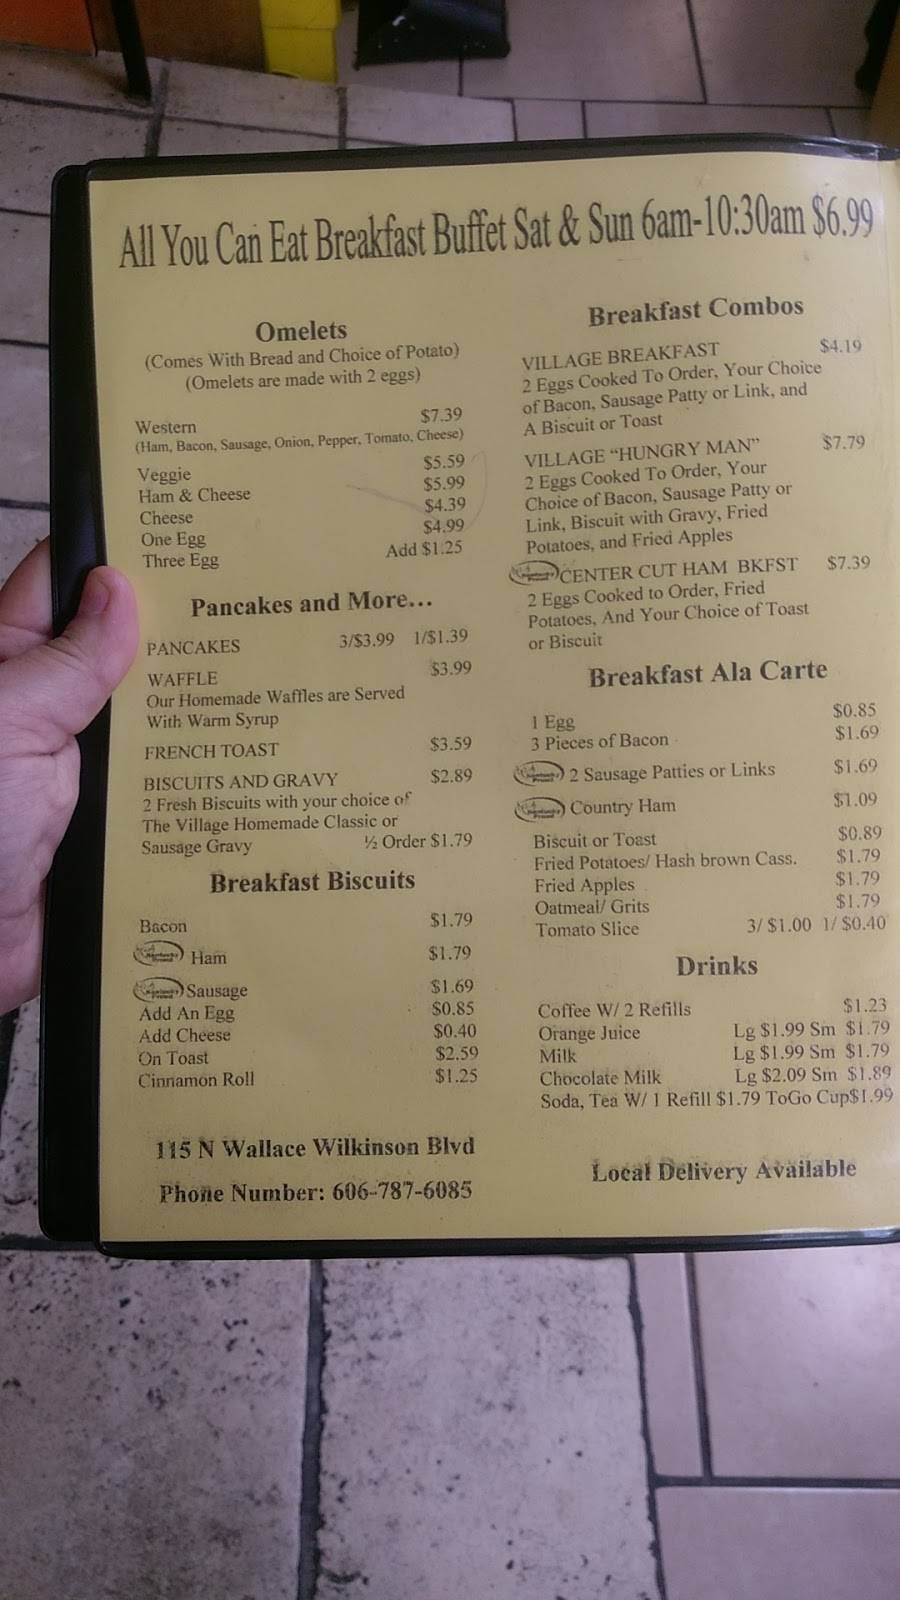 All You Can Eat Breakfast Buffet Sat & Sun 6am-10:30am $6.99
Omelets
(Comes With Bread and Choice of Potato)
(Omelets are made with 2 eggs)
Western $7.39
(Ham, Bacon, Sausage, Onion, Pepper, Tomato, Cheese)
Veggie $5.59
Ham & Cheese $5.99
Cheese $4.39
One Egg $4.99
Three Egg Add $1.25
Pancakes and More...
PANCAKES 3/$3.99 1/$1.39
WAFFLE $3.99
Our Homemade Waffles are Served
With Warm Syrup
FRENCH TOAST $3.59
BISCUITS AND GRAVY $2.89
2 Fresh Biscuits with your choice of
The Village Homemade Classic or
Sausage Gravy ½ Order $1.79
Breakfast Biscuits
Bacon $1.79
Ham $1.79
Sausage $1.69
Add An Egg $0.85
Add Cheese $0.40
On Toast $2.59
Cinnamon Roll $1.25
115 N Wallace Wilkinson Blvd
Phone Number: 606-787-6085
Breakfast Combos
VILLAGE BREAKFAST $4.19
2 Eggs Cooked To Order, Your Choice
of Bacon, Sausage Patty or Link, and
A Biscuit or Toast
VILLAGE "HUNGRY MAN" $7.79
2 Eggs Cooked To Order, Your
Choice of Bacon, Sausage Patty or
Link, Biscuit with Gravy, Fried
Potatoes, and Fried Apples
CENTER CUT HAM BKFST $7.39
2 Eggs Cooked to Order, Fried
Potatoes, And Your Choice of Toast
or Biscuit
Breakfast Ala Carte
1 Egg $0.85
3 Pieces of Bacon $1.69
2 Sausage Patties or Links $1.69
Country Ham $1.09
Biscuit or Toast $0.89
Fried Potatoes/ Hash brown Cass. $1.79
Fried Apples $1.79
Oatmeal/ Grits $1.79
Tomato Slice 3/ $1.00 1/ $0.40
Drinks
Coffee W/ 2 Refills $1.23
Orange Juice Lg $1.99 Sm $1.79
Milk Lg $1.99 Sm $1.79
Chocolate Milk Lg $2.09 Sm $1.89
Soda, Tea W/ 1 Refill $1.79 ToGo Cup$1.99
Local Delivery Available